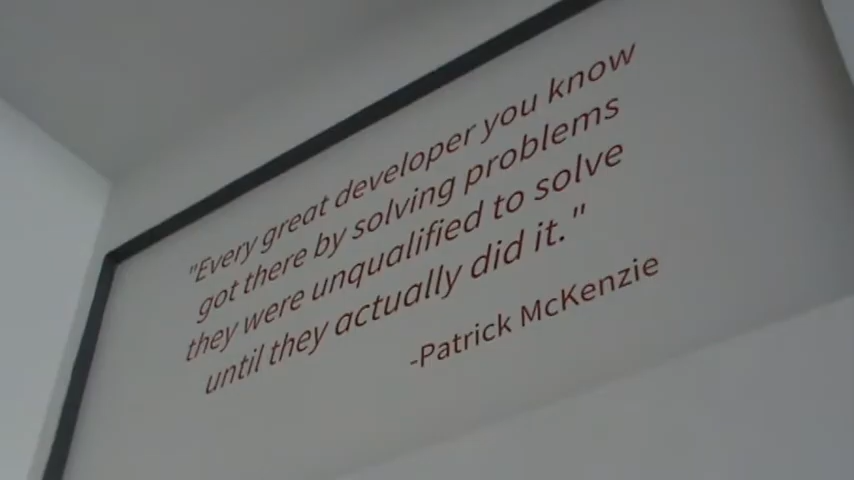 "Every great developer you know
got there by solving problems
they were unqualified to solve
until they actually did it."
-Patrick McKenzie